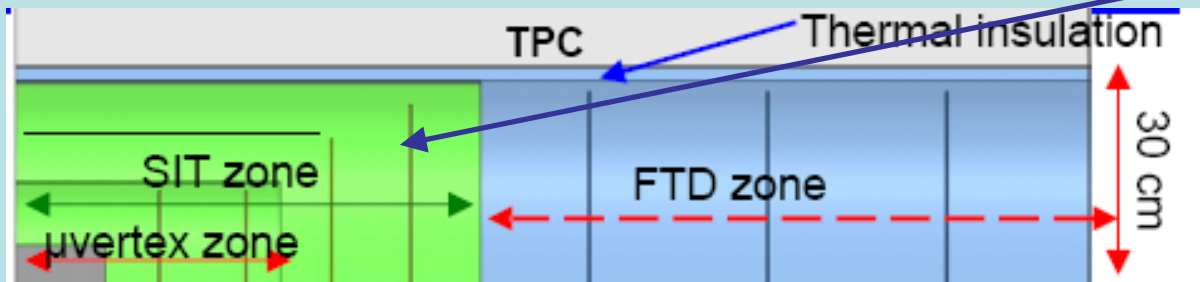 TPC
Thermal insulation
SIT zone
FTD zone
µvertex zone
30 cm